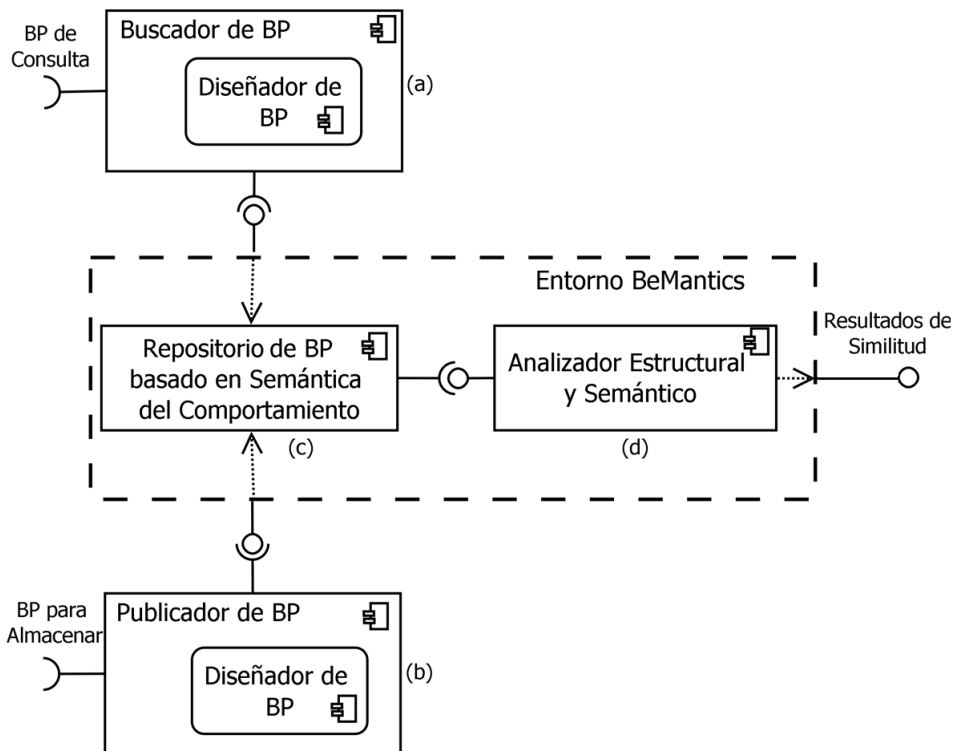 BP de
Consulta
Buscador de BP
Diseñador de
BP
(a)
Entorno BeMantics
Repositorio de BP
basado en Semántica
del Comportamiento
(c)
Analizador Estructural
y Semántico
(d)
Resultados de
Similitud
BP para
Almacenar
Publicador de BP
Diseñador de
BP
(b)